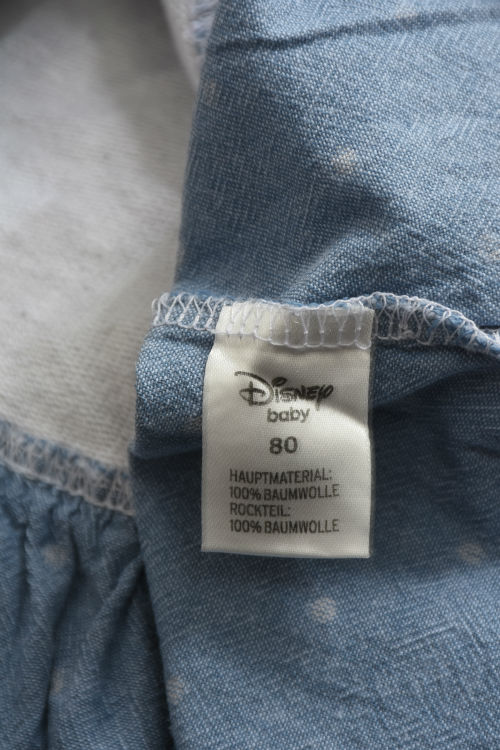 Disney
baby
80
HAUPTMATERIAL:
100% BAUMWOLLE
ROCKTEIL:
100% BAUMWOLLE